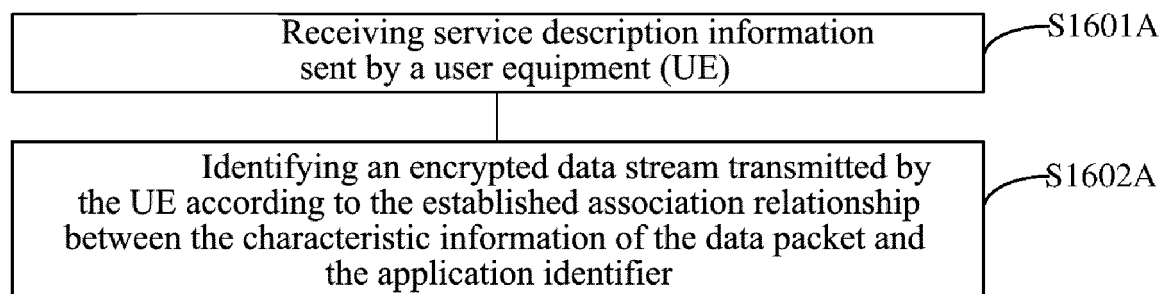 Receiving service description information
sent by a user equipment (UE)
S1601A
Identifying an encrypted data stream transmitted by
the UE according to the established association relationship
between the characteristic information of the data packet and
the application identifier
S1602A